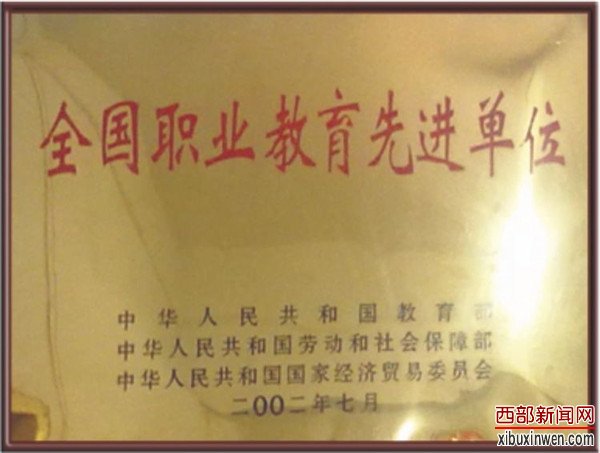 全国职业教育先进单位
中华人民共和国教育部
中华人民共和国劳动和社会保障部
中华人民共和国国家经济贸易委员会
二00二年七月
西部新闻网
xibuxinwen.com